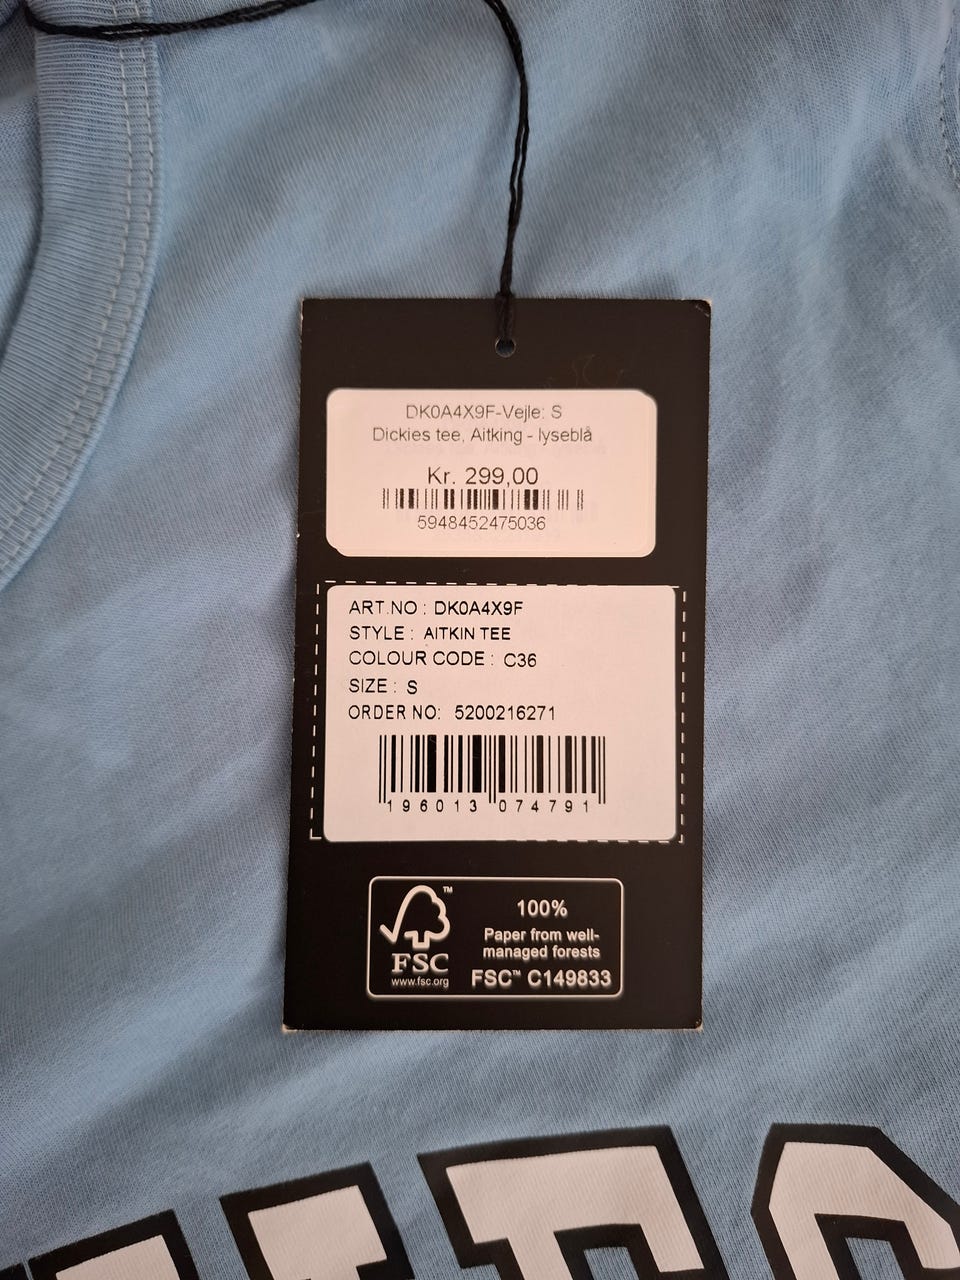 DK0A4X9F-Vejle: S
Dickies tee, Aitking - lyseblå
Kr. 299,00
5948452475036
ART.NO : DK0A4X9F
STYLE : AITKIN TEE
COLOUR CODE : C36
SIZE : S
ORDER NO: 5200216271
196013 074791
™
100%
Paper from well-
managed forests
FSC
www.fsc.org
FSC™ C149833